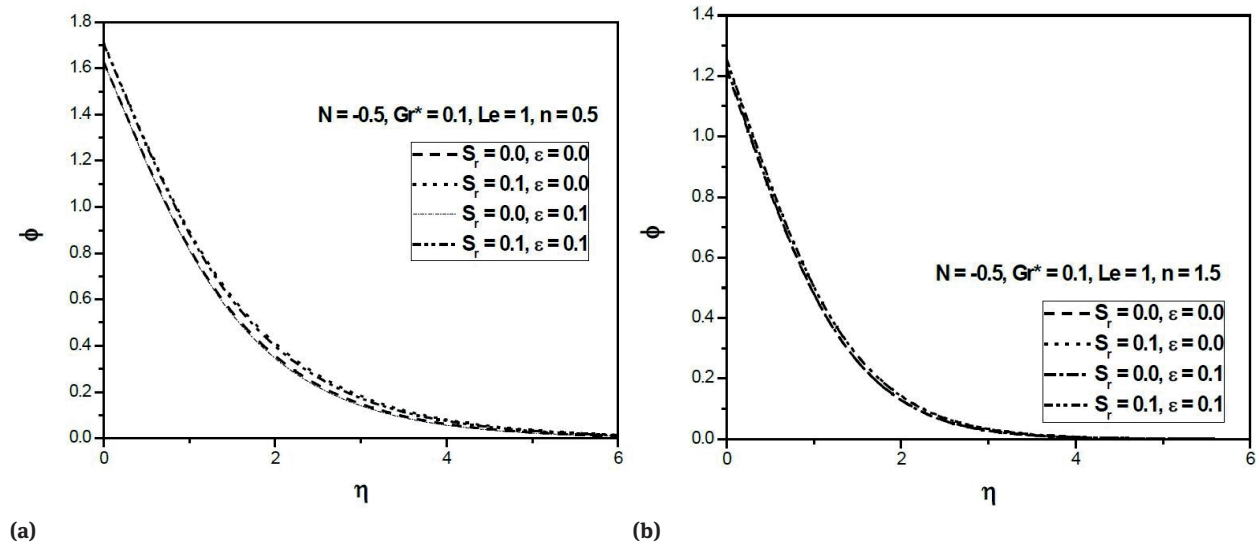 1.8
1.6
1.4
1.2
1.0
0.8
0.6
0.4
0.2
0.0
0
2
4
6
ϕ
η
N = -0.5, Gr* = 0.1, Le = 1, n = 0.5
S_r = 0.0, ε = 0.0
S_r = 0.1, ε = 0.0
S_r = 0.0, ε = 0.1
S_r = 0.1, ε = 0.1
(a)
1.4
1.2
1.0
0.8
0.6
0.4
0.2
0.0
0
2
4
6
ϕ
η
N = -0.5, Gr* = 0.1, Le = 1, n = 1.5
S_r = 0.0, ε = 0.0
S_r = 0.1, ε = 0.0
S_r = 0.0, ε = 0.1
S_r = 0.1, ε = 0.1
(b)